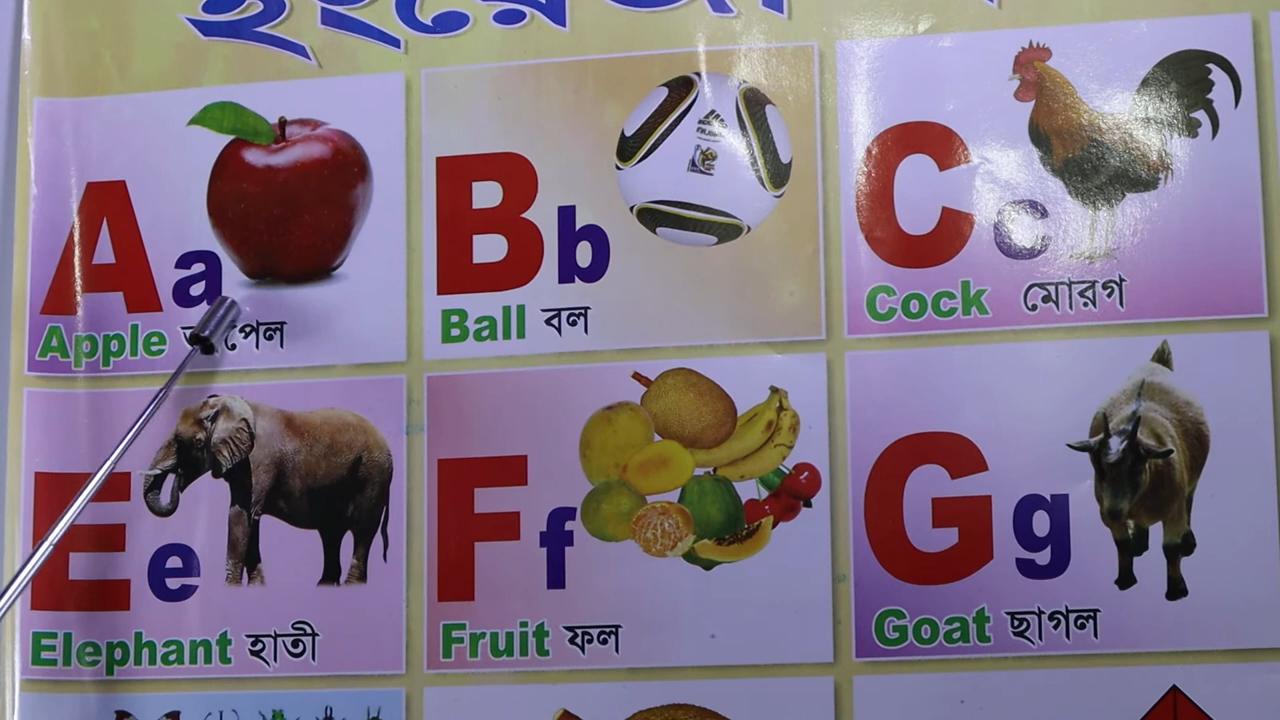 Aa
Apple
Bb
Ball বল
Cc
Cock মোরগ
Ee
Elephant হাতী
Ff
Fruit ফল
Gg
Goat ছাগল